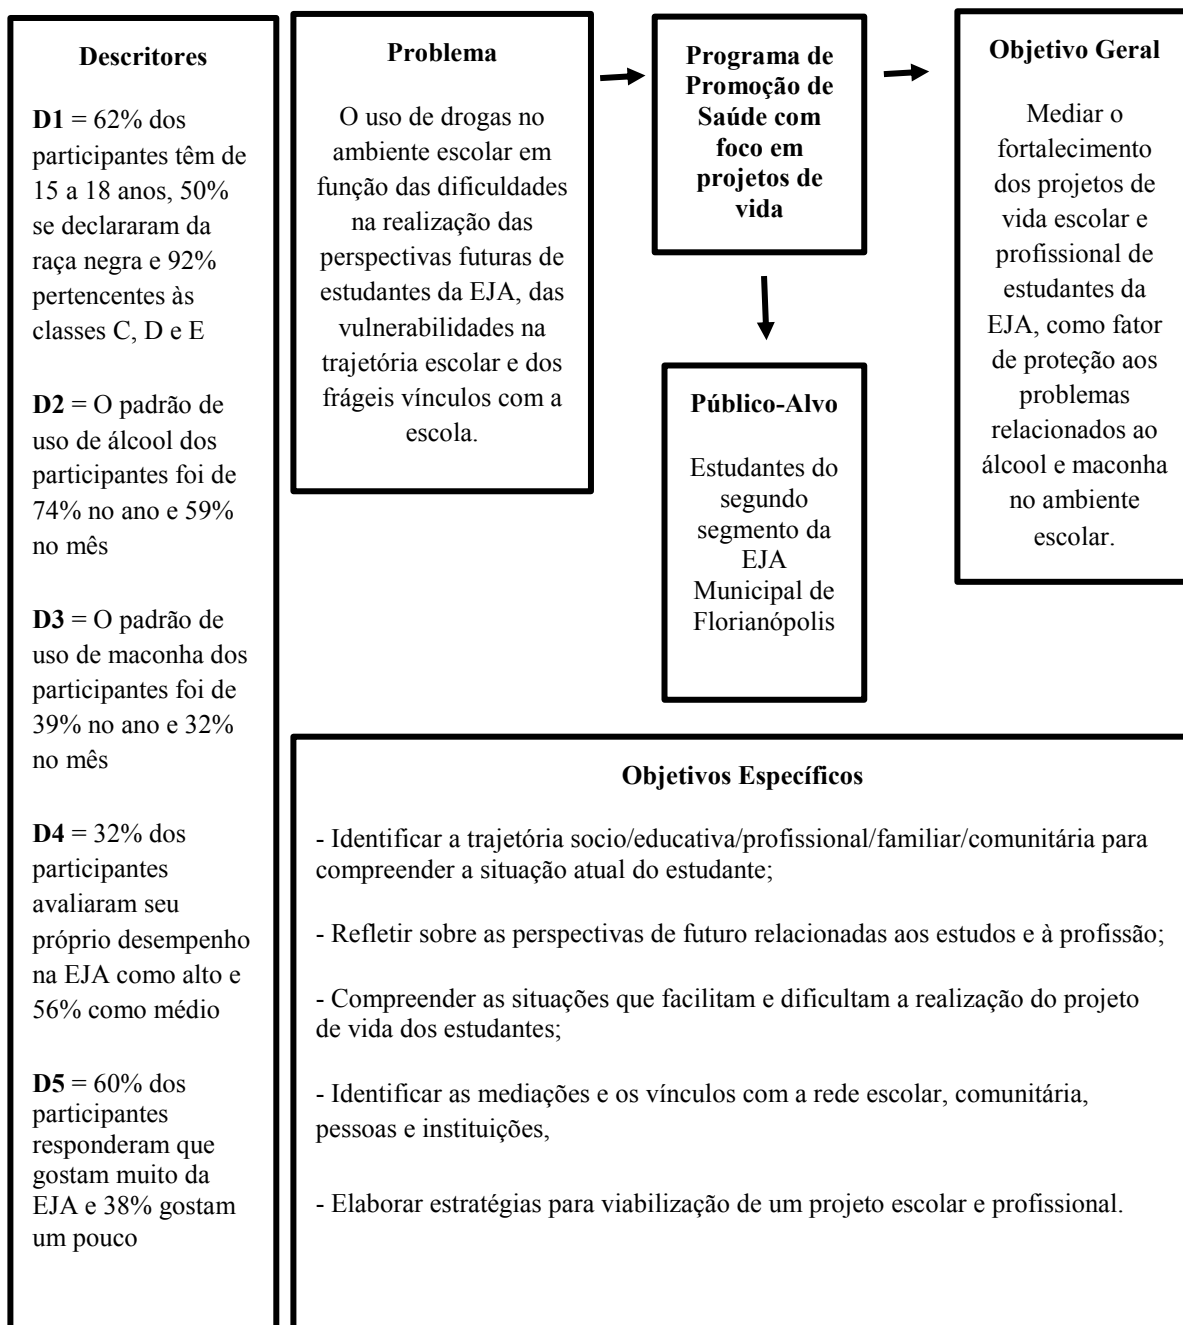 Descritores
D1 = 62% dos
participantes têm de
15 a 18 anos, 50%
se declararam da
raça negra e 92%
pertencentes às
classes C, D e E
D2 = O padrão de
uso de álcool dos
participantes foi de
74% no ano e 59%
no mês
D3 = O padrão de
uso de maconha dos
participantes foi de
39% no ano e 32%
no mês
D4 = 32% dos
participantes
avaliaram seu
próprio desempenho
na EJA como alto e
56% como médio
D5 = 60% dos
participantes
responderam que
gostam muito da
EJA e 38% gostam
um pouco
Problema
O uso de drogas no
ambiente escolar em
função das dificuldades
na realização das
perspectivas futuras de
estudantes da EJA, das
vulnerabilidades na
trajetória escolar e dos
frágeis vínculos com a
escola.
Programa de
Promoção de
Saúde com
foco em
projetos de
vida
Público-Alvo
Estudantes do
segundo
segmento da
EJA
Municipal de
Florianópolis
Objetivo Geral
Mediar o
fortalecimento
dos projetos de
vida escolar e
profissional de
estudantes da
EJA, como fator
de proteção aos
problemas
relacionados ao
álcool e maconha
no ambiente
escolar.
Objetivos Específicos
- Identificar a trajetória socio/educativa/profissional/familiar/comunitária para
compreender a situação atual do estudante;
- Refletir sobre as perspectivas de futuro relacionadas aos estudos e à profissão;
- Compreender as situações que facilitam e dificultam a realização do projeto
de vida dos estudantes;
- Identificar as mediações e os vínculos com a rede escolar, comunitária,
pessoas e instituições,
- Elaborar estratégias para viabilização de um projeto escolar e profissional.